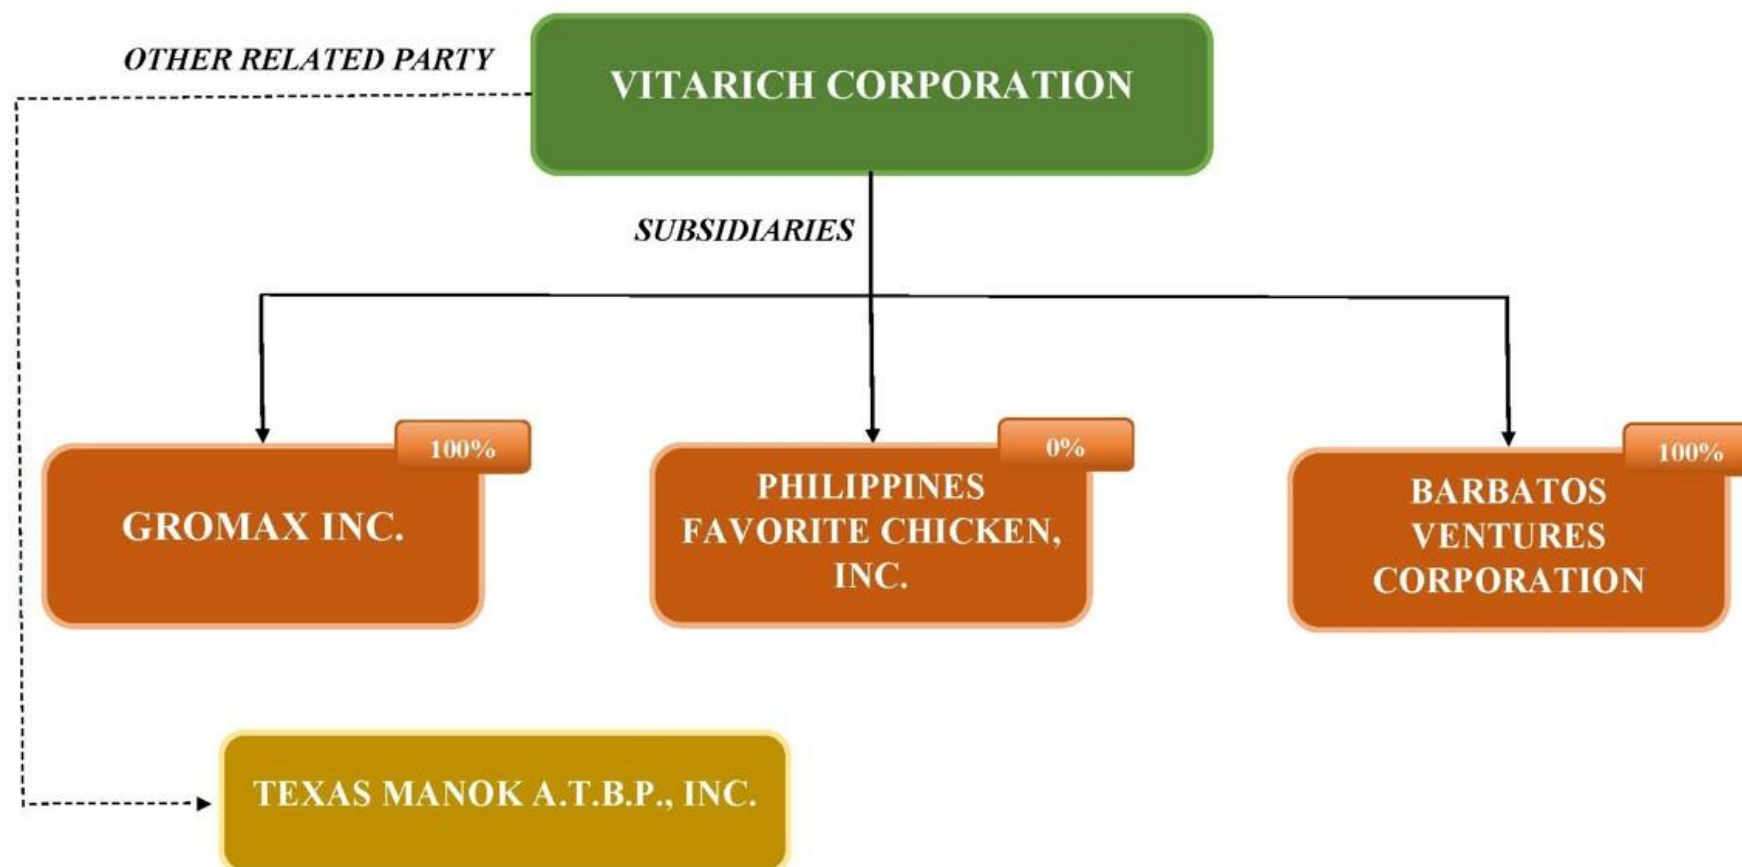 OTHER RELATED PARTY
VITARICH CORPORATION
SUBSIDIARIES
100%
GROMAX INC.
0%
PHILIPPINES
FAVORITE CHICKEN,
INC.
100%
BARBATOS
VENTURES
CORPORATION
TEXAS MANOK A.T.B.P., INC.